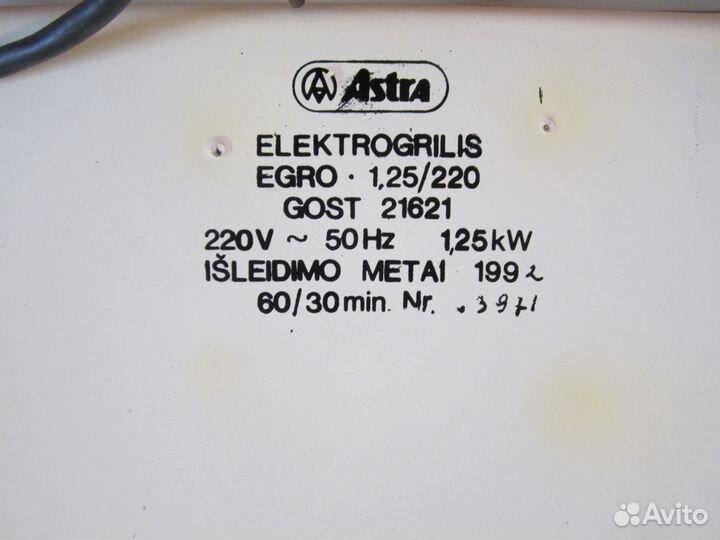 Astra
ELEKTROGRILIS
EGRO · 1,25/220
GOST 21621
220V ~ 50Hz 1,25kW
IŠLEIDIMO METAI 1992
60/30 min. Nr. .3971
Avito